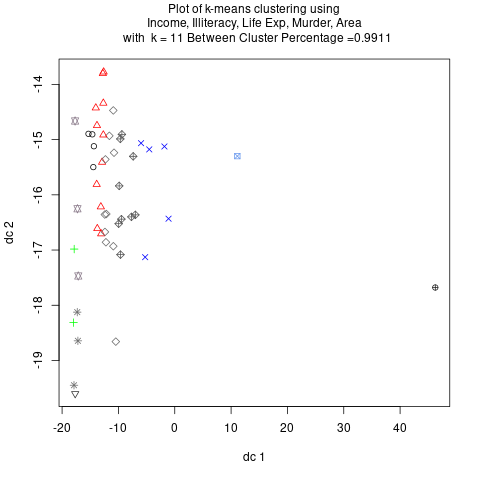 Plot of k-means clustering using
Income, Illiteracy, Life Exp, Murder, Area
with k = 11 Between Cluster Percentage =0.9911
-14
-15
-16
-17
-18
-19
dc 2
-20
-10
0
10
20
30
40
dc 1